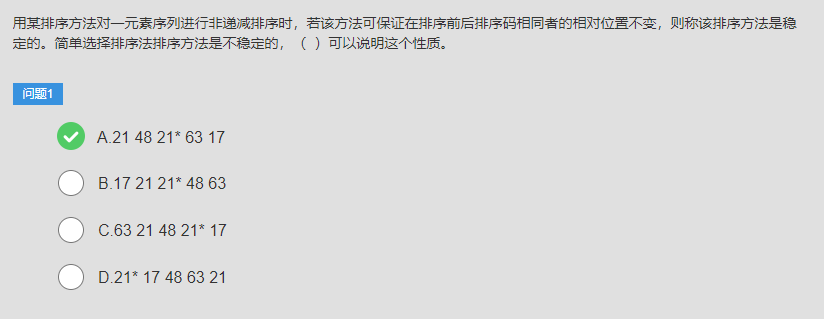 用某排序方法对一元素序列进行非递减排序时，若该方法可保证在排序前后排序码相同者的相对位置不变，则称该排序方法是稳
定的。简单选择排序法排序方法是不稳定的，（ ）可以说明这个性质。
问题1
A.21 48 21* 63 17
B.17 21 21* 48 63
C.63 21 48 21* 17
D.21* 17 48 63 21